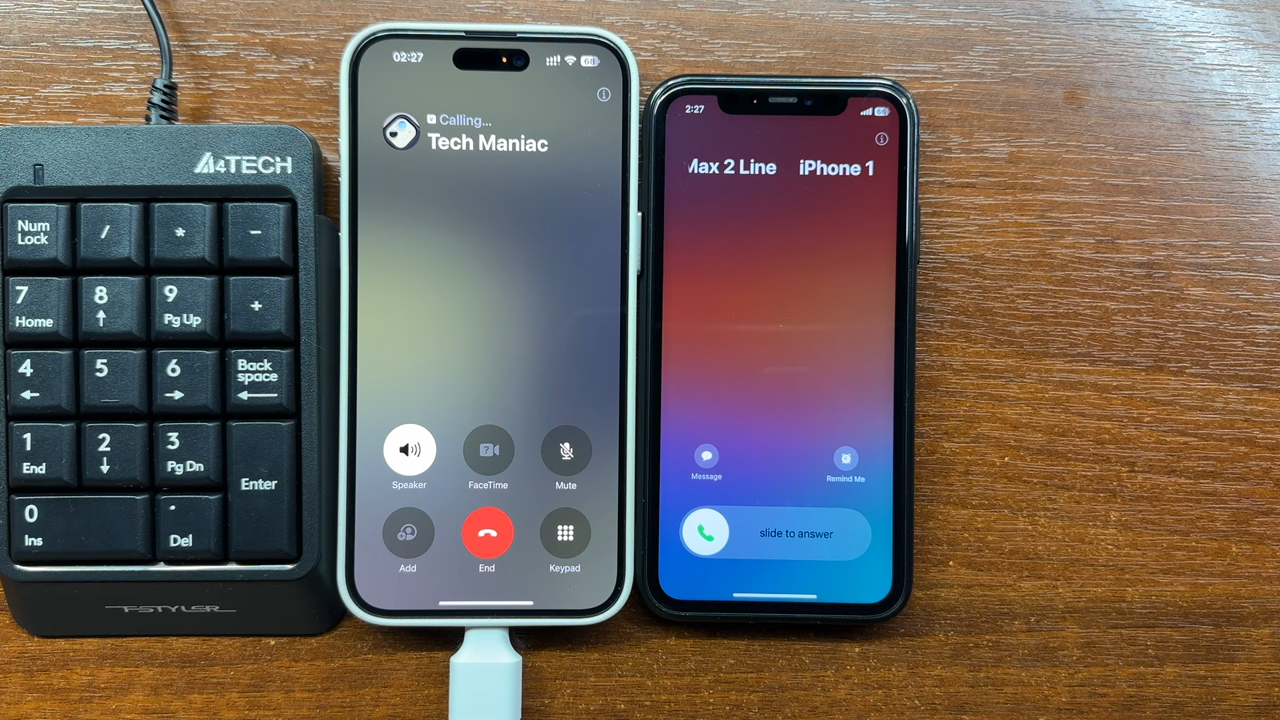 A4TECH
Num
Lock
/
*
-
7
Home
8
↑
9
Pg Up
+
4
←
5
6
→
Back
space
←
1
End
2
↓
3
Pg Dn
Enter
0
Ins
.
Del
F-STYLER
02:27
68
Calling...
Tech Maniac
Speaker
FaceTime
Mute
Add
End
Keypad
2:27
Max 2 Line iPhone 1
Message
Remind Me
slide to answer